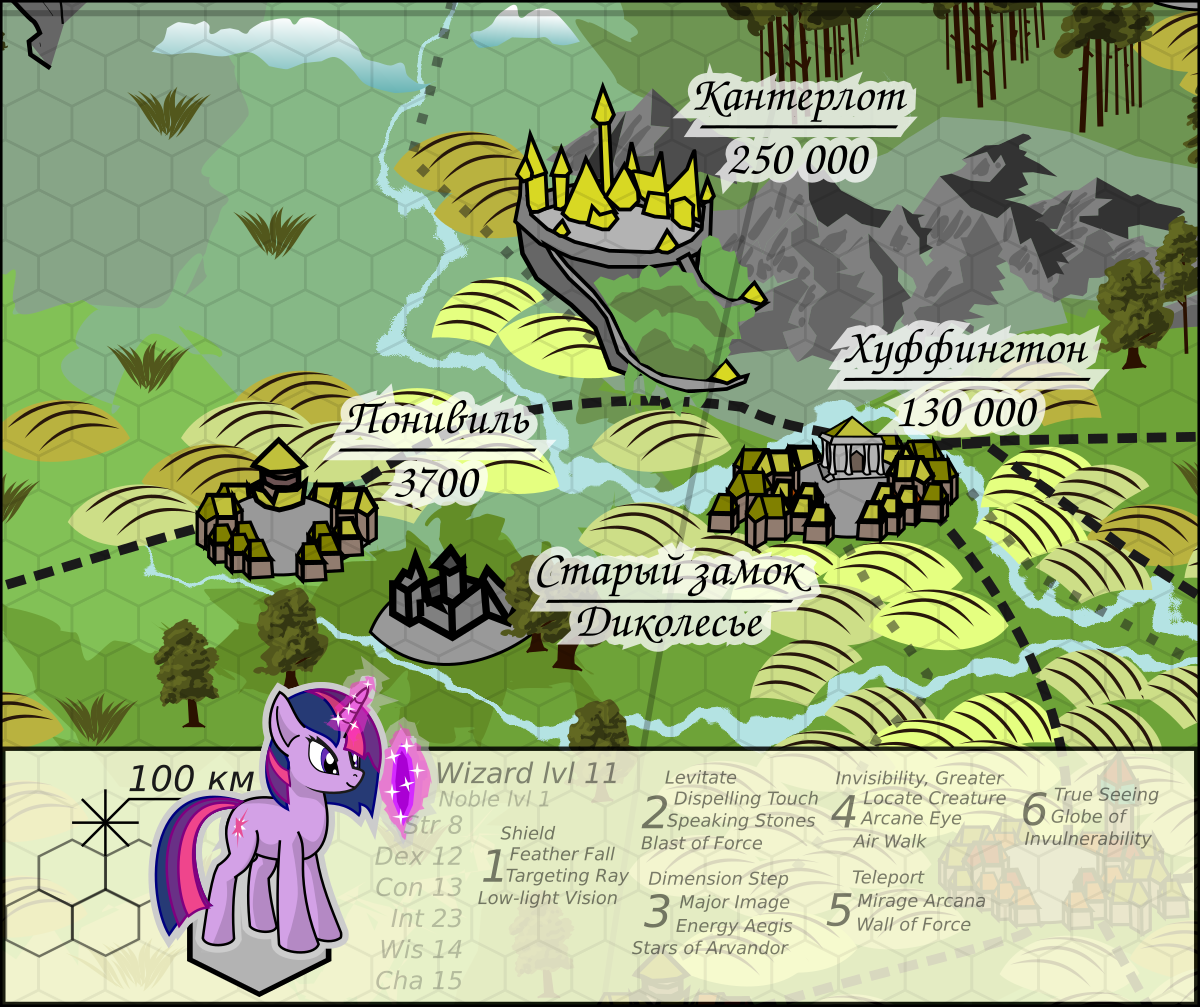 Кантерлот
250 000
Хуффингтон
130 000
Понивиль
3700
Старый замок
Диколесье
100 км
Wizard lvl 11
Noble lvl 1
Str 8
Dex 12
Con 13
Int 23
Wis 14
Cha 15
1
Shield
Feather Fall
Targeting Ray
Low-light Vision
2
Levitate
Dispelling Touch
Speaking Stones
Blast of Force
3
Dimension Step
Major Image
Energy Aegis
Stars of Arvandor
4
Invisibility, Greater
Locate Creature
Arcane Eye
Air Walk
5
Teleport
Mirage Arcana
Wall of Force
6
True Seeing
Globe of
Invulnerability